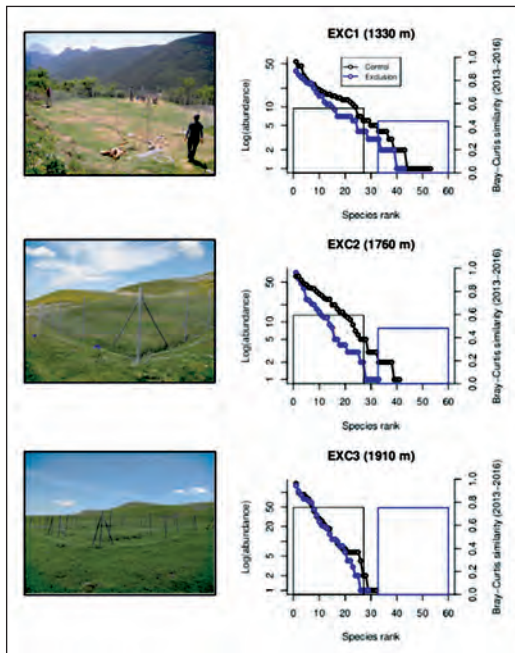 EXC1 (1330 m)
Control
Exclusion
Log(abundance)
50
20
10
5
2
1
0 10 20 30 40 50 60
Species rank
1.0
0.8
0.6
0.4
0.2
0.0
Bray-Curtis similarity (2013-2016)
EXC2 (1760 m)
Log(abundance)
50
10
5
2
1
0 10 20 30 40 50 60
Species rank
1.0
0.8
0.6
0.4
0.2
0.0
Bray-Curtis similarity (2013-2016)
EXC3 (1910 m)
Log(abundance)
50
20
5
2
1
0 10 20 30 40 50 60
Species rank
1.0
0.8
0.6
0.4
0.2
0.0
Bray-Curtis similarity (2013-2016)